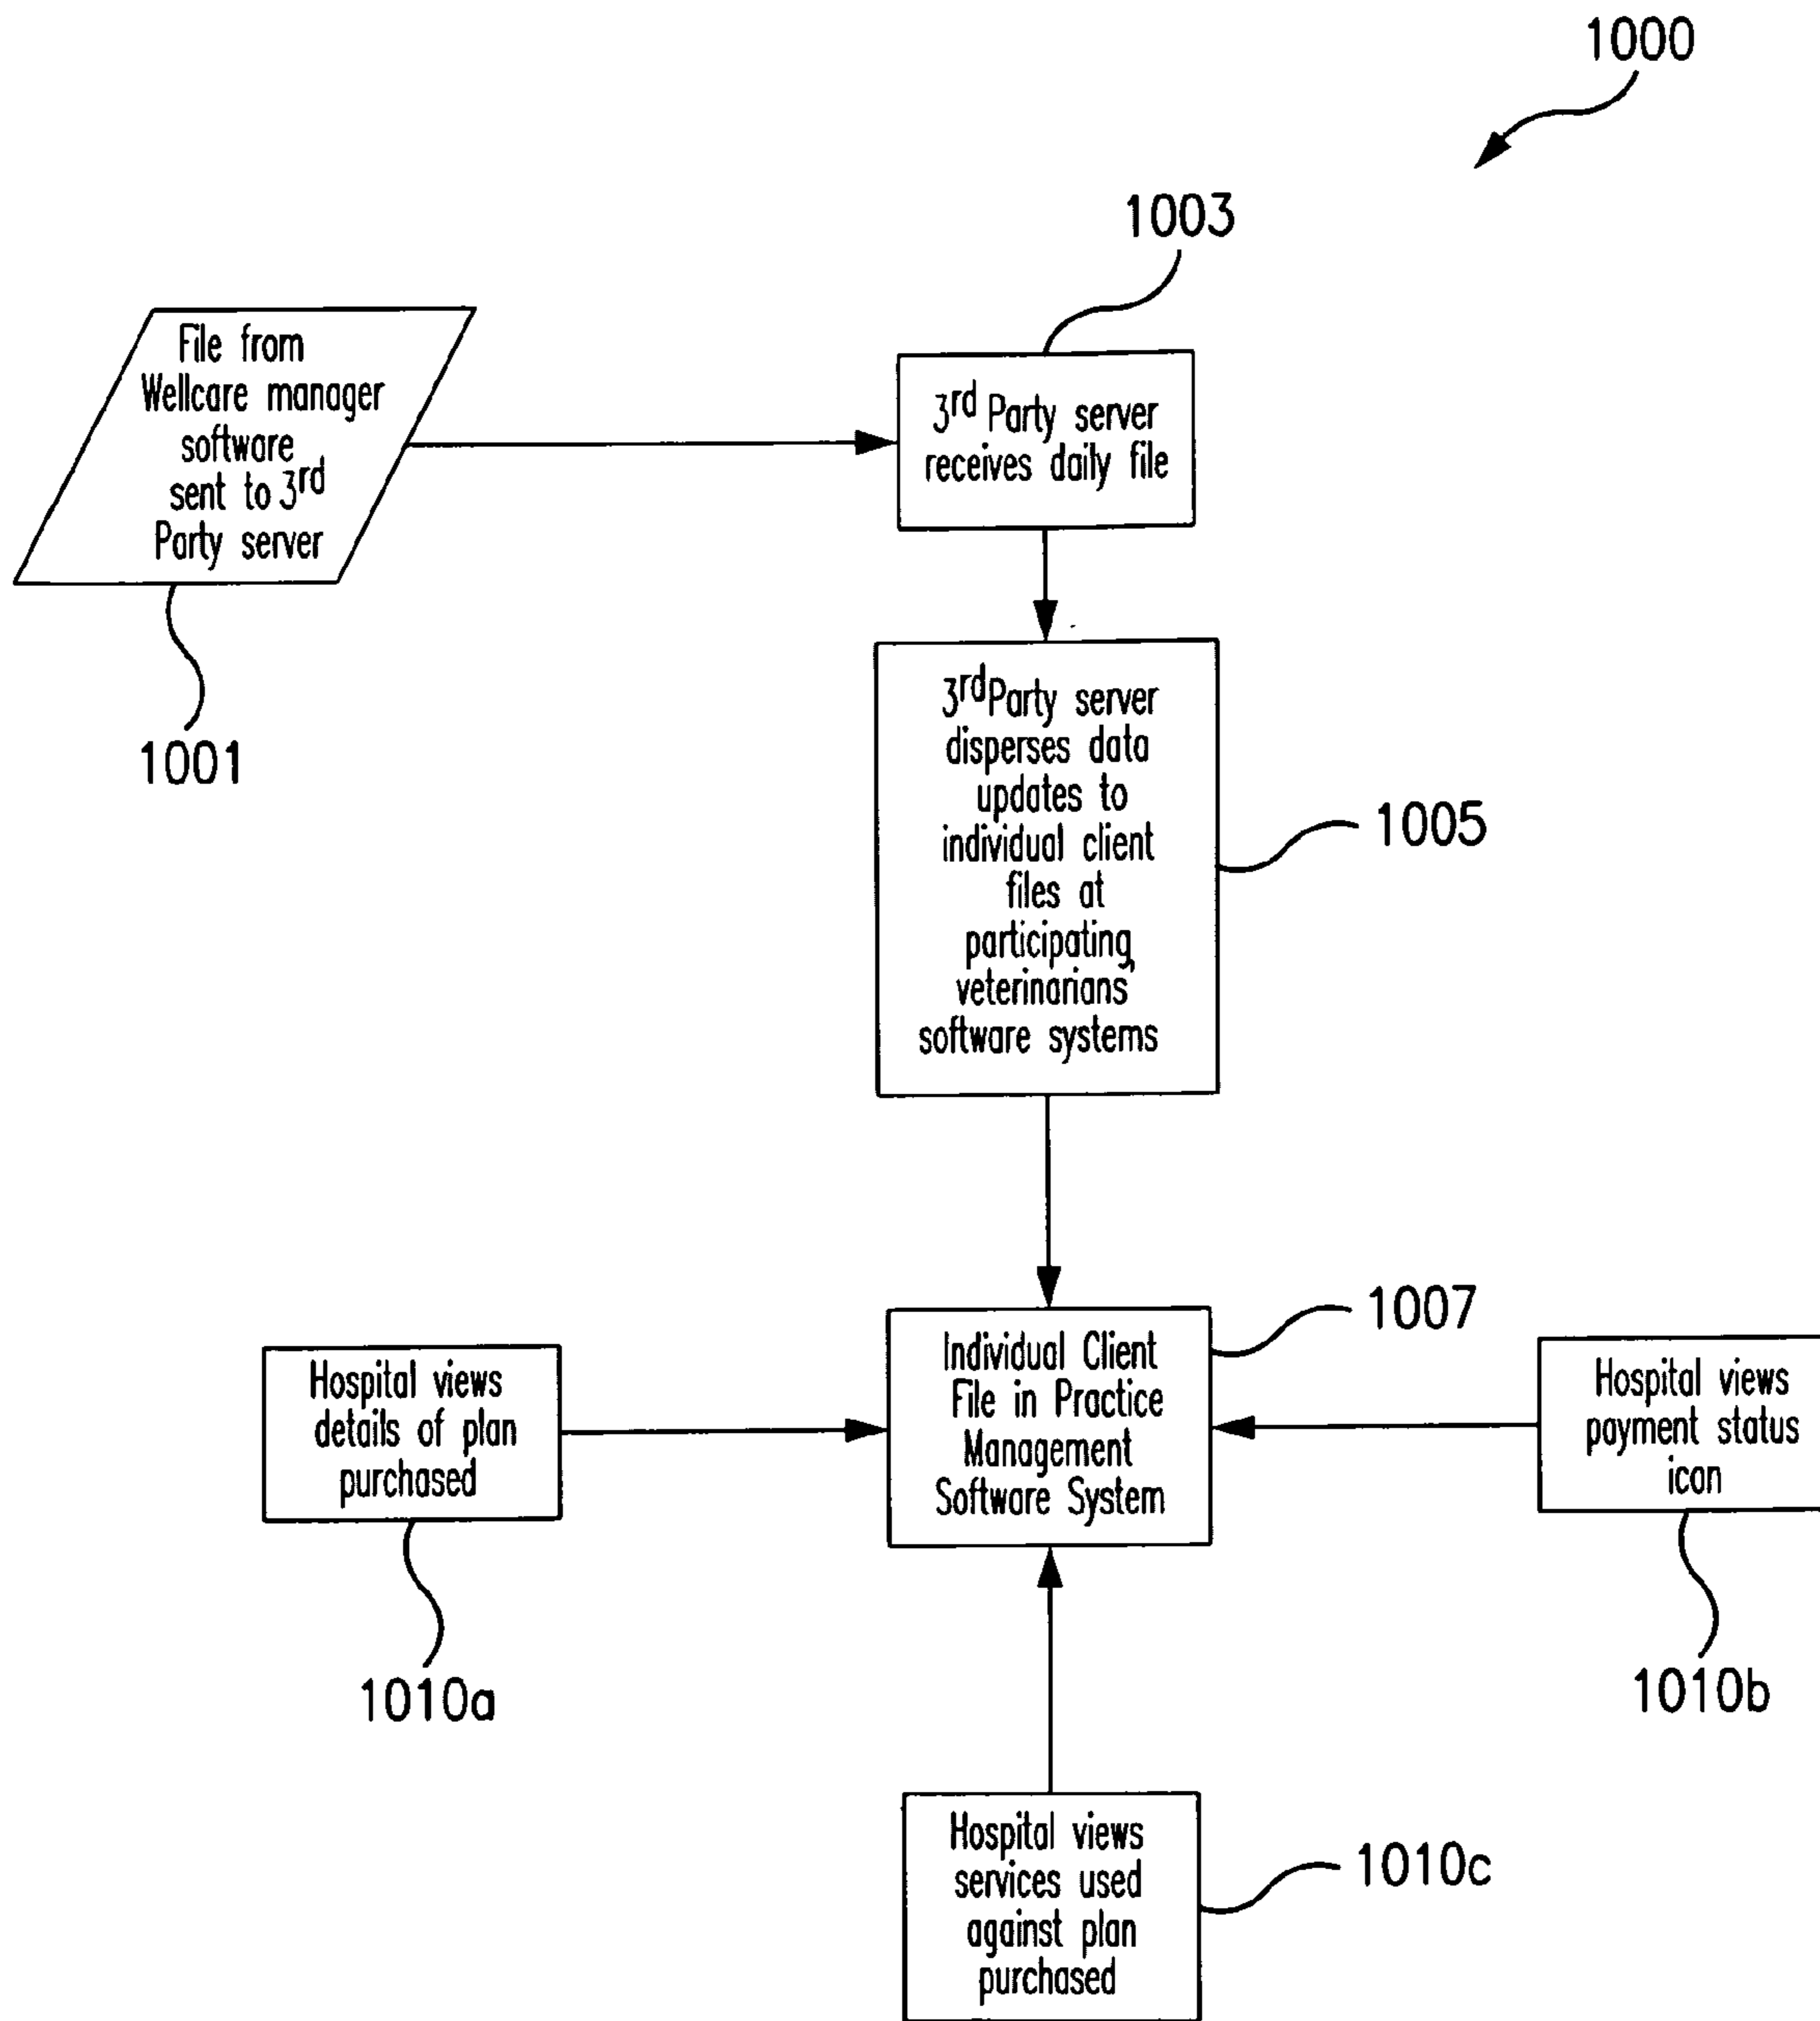 1000
1003
File from
Wellcare manager
software
sent to 3rd
Party server
3rd Party server
receives daily file
1001
3rd Party server
disperses data
updates to
individual client
files at
participating
veterinarians'
software systems
1005
1007
Individual Client
File in Practice
Management
Software System
Hospital views
details of plan
purchased
Hospital views
payment status
icon
1010a
1010b
Hospital views
services used
against plan
purchased
1010c